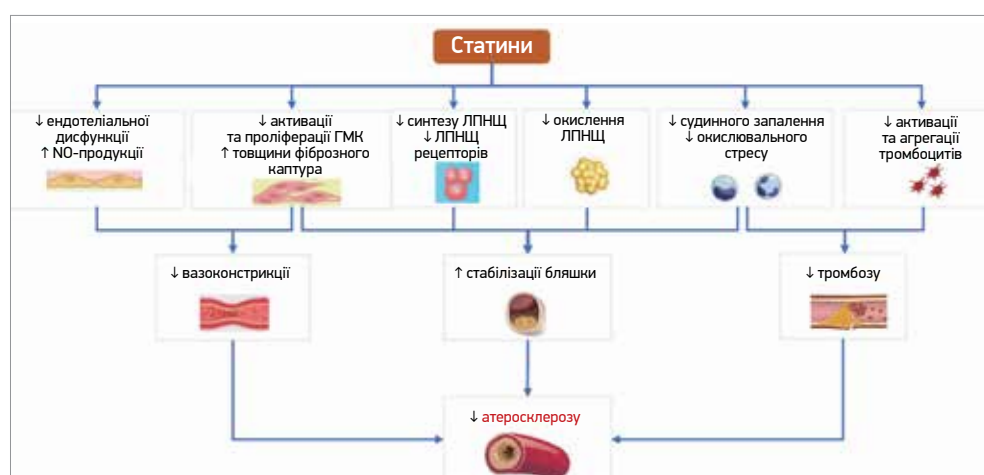 Статини
↓ ендотеліальної
дисфункції
↑ NO-продукції
↓ активації
та проліферації ГМК
↑ товщини фіброзного
каптура
↓ синтезу ЛПНЩ
↓ ЛПНЩ
рецепторів
↓ окислення
ЛПНЩ
↓ судинного запалення
↓ окислювального
стресу
↓ активації
та агрегації
тромбоцитів
↓ вазоконстрикції
↑ стабілізації бляшки
↓ тромбозу
↓ атеросклерозу